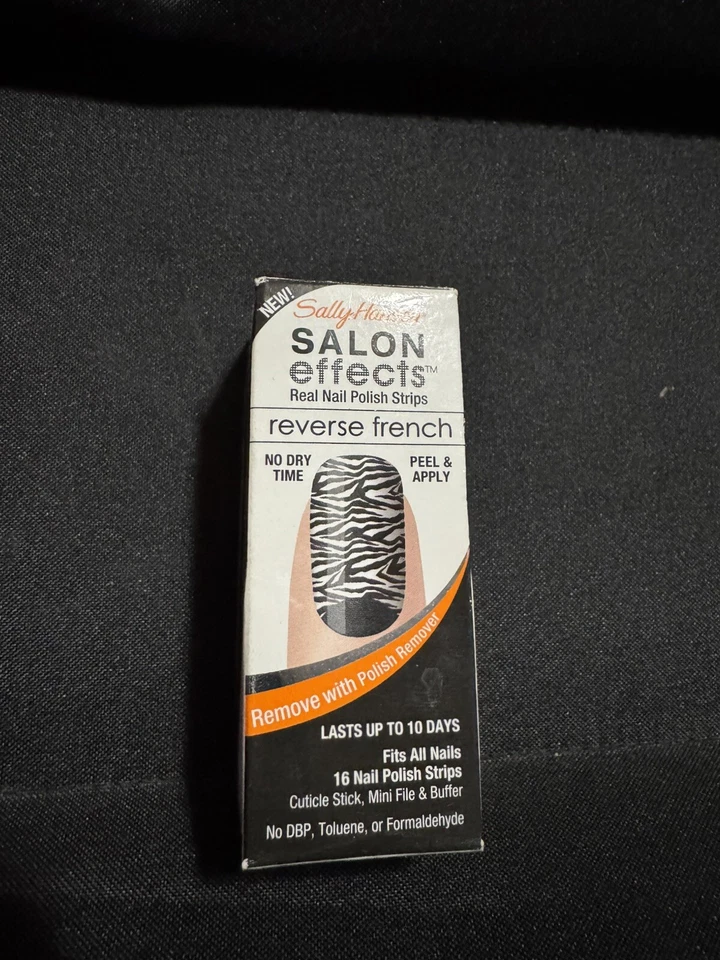 NEW!
Sally Hansen
SALON
effects™
Real Nail Polish Strips
reverse french
NO DRY
TIME
PEEL &
APPLY
Remove with Polish Remover
LASTS UP TO 10 DAYS
Fits All Nails
16 Nail Polish Strips
Cuticle Stick, Mini File & Buffer
No DBP, Toluene, or Formaldehyde